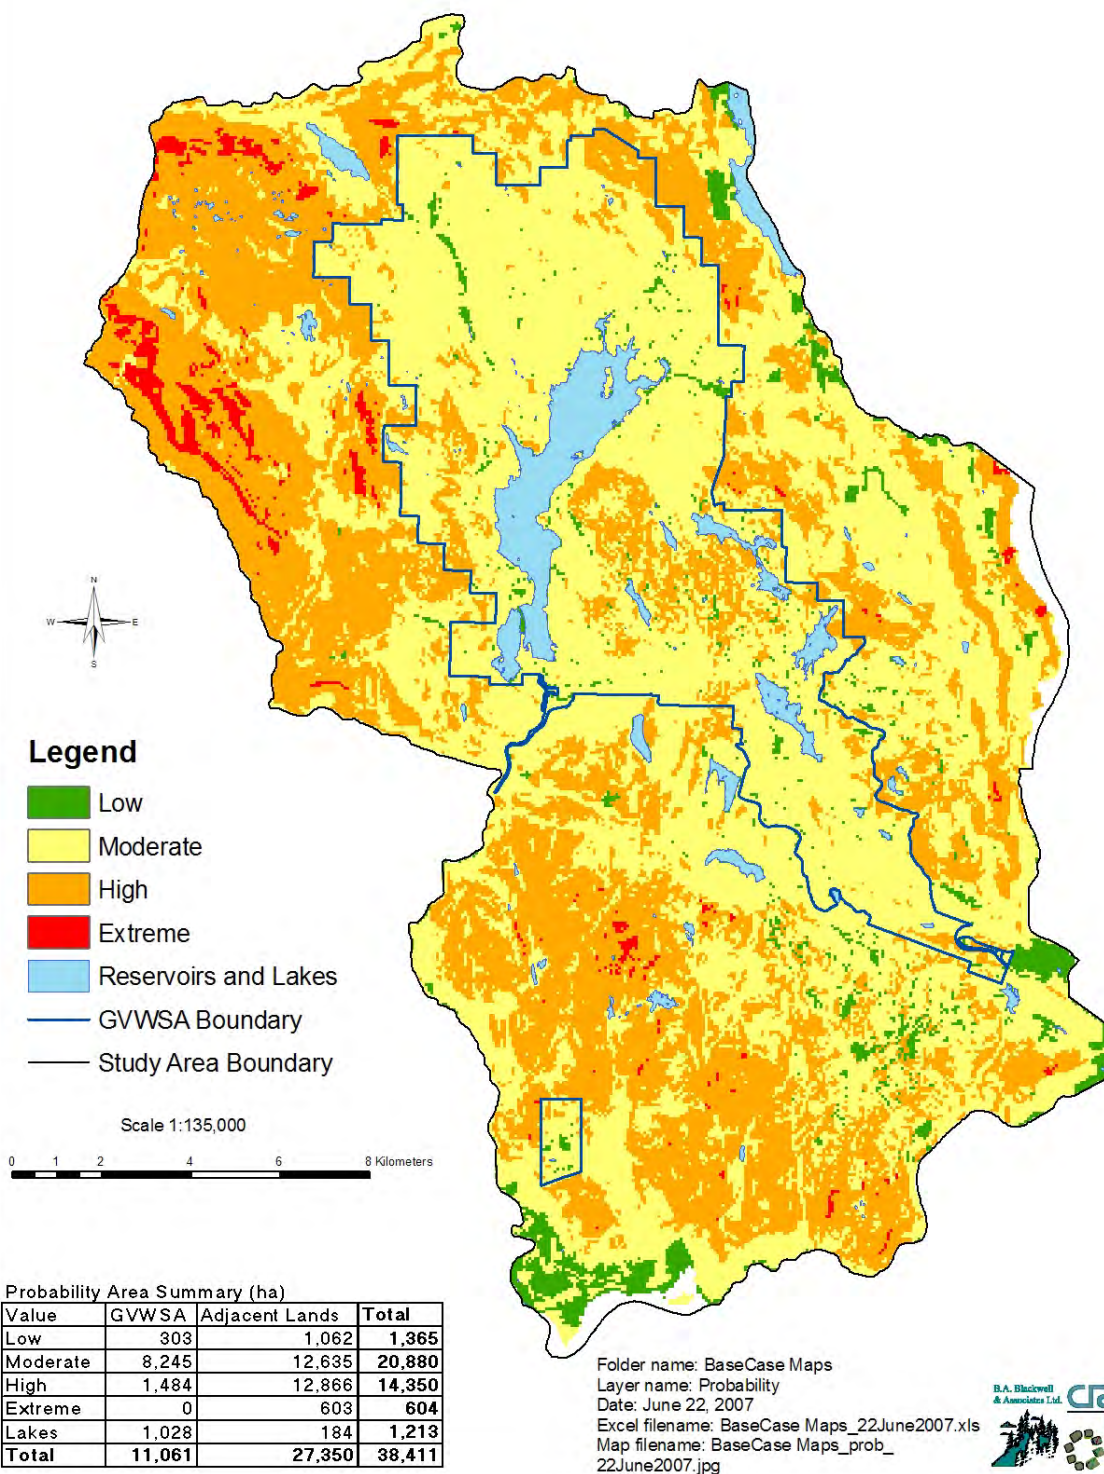 N
W E
S
Legend
Low
Moderate
High
Extreme
Reservoirs and Lakes
GVWSA Boundary
Study Area Boundary
Scale 1:135,000
0 1 2 4 6 8 Kilometers
Probability Area Summary (ha)
Value GVWSA Adjacent Lands Total
Low 303 1,062 1,365
Moderate 8,245 12,635 20,880
High 1,484 12,866 14,350
Extreme 0 603 604
Lakes 1,028 184 1,213
Total 11,061 27,350 38,411
Folder name: BaseCase Maps
Layer name: Probability
Date: June 22, 2007
Excel filename: BaseCase Maps_22June2007.xls
Map filename: BaseCase Maps_prob_
22June2007.jpg
B.A. Blackwell
& Associates Ltd.